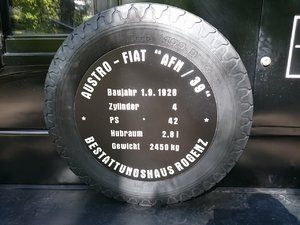 AUSTRO - FIAT "AFN / 39"
Baujahr 1.9.1928
Zylinder 4
* PS 42 *
Hubraum 2.8 l
Gewicht 2450 kg
BESTATTUNGSHAUS ROGENZ